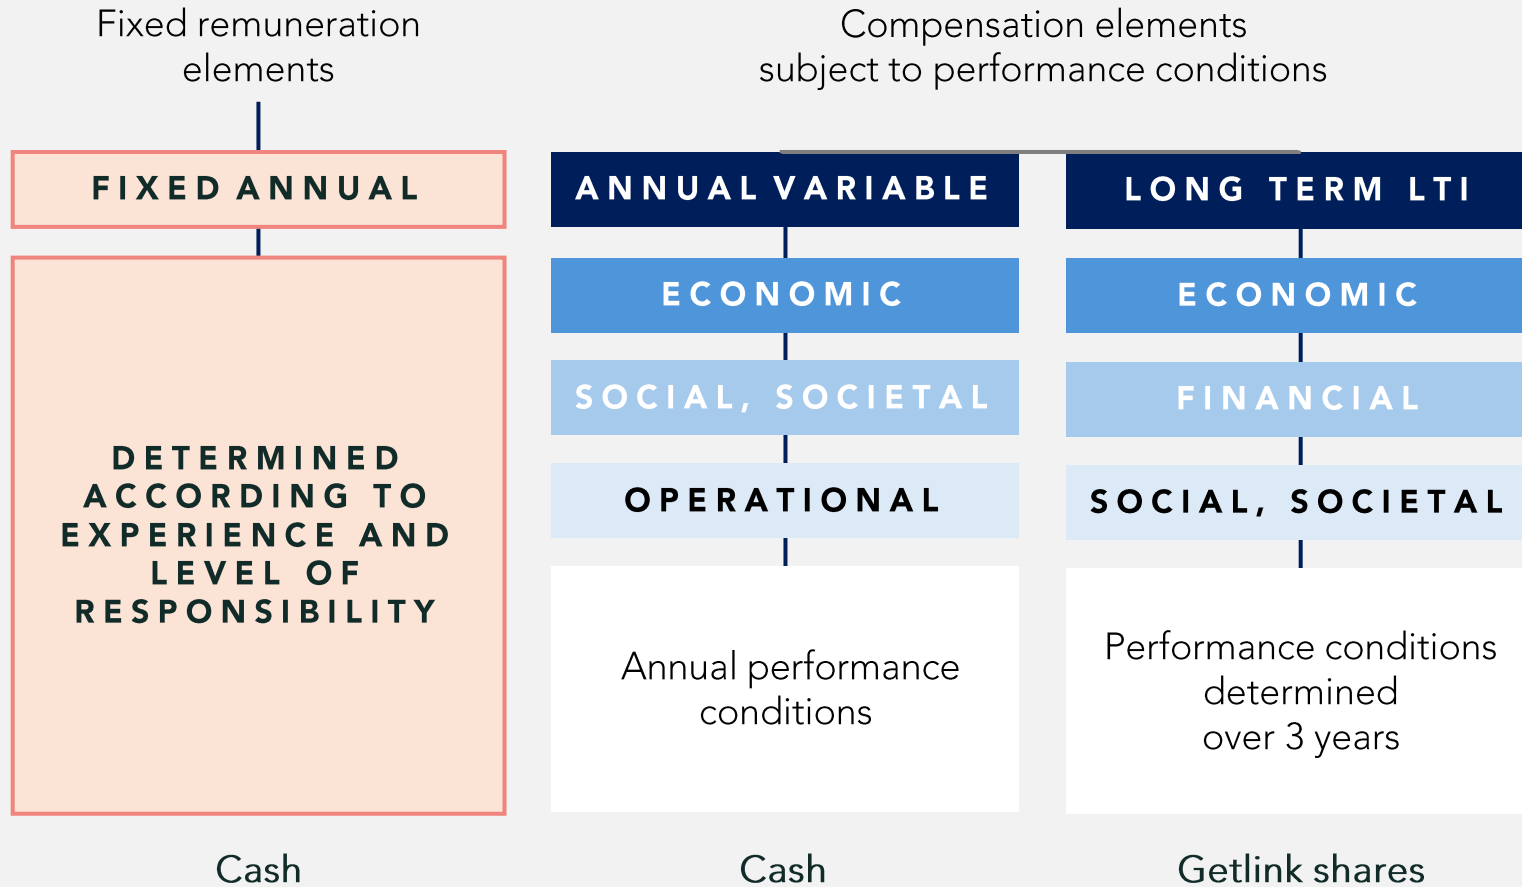 Fixed remuneration
elements
FIXED ANNUAL
DETERMINED
ACCORDING TO
EXPERIENCE AND
LEVEL OF
RESPONSIBILITY
Cash
Compensation elements
subject to performance conditions
ANNUAL VARIABLE
ECONOMIC
SOCIAL, SOCIETAL
OPERATIONAL
Annual performance
conditions
Cash
LONG TERM LTI
ECONOMIC
FINANCIAL
SOCIAL, SOCIETAL
Performance conditions
determined
over 3 years
Getlink shares